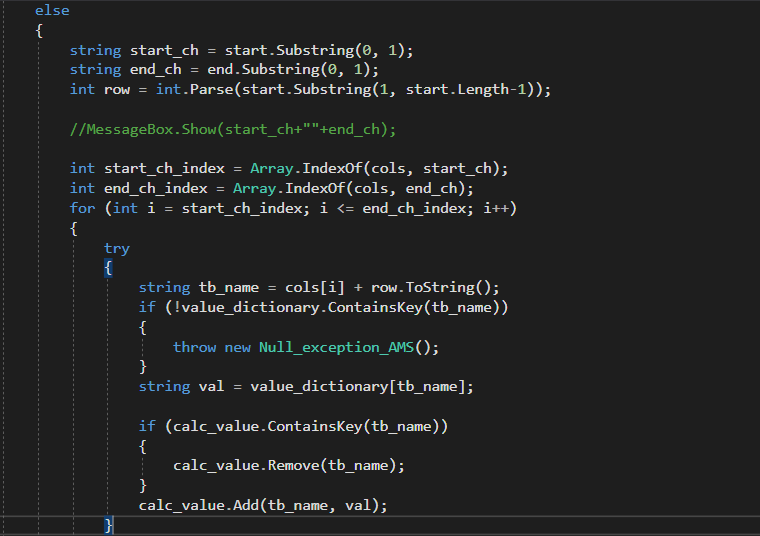 else
{
string start_ch = start.Substring(0, 1);
string end_ch = end.Substring(0, 1);
int row = int.Parse(start.Substring(1, start.Length-1));
//MessageBox.Show(start_ch+""+end_ch);
int start_ch_index = Array.IndexOf(cols, start_ch);
int end_ch_index = Array.IndexOf(cols, end_ch);
for (int i = start_ch_index; i <= end_ch_index; i++)
{
try
{
string tb_name = cols[i] + row.ToString();
if (!value_dictionary.ContainsKey(tb_name))
{
throw new Null_exception_AMS();
}
string val = value_dictionary[tb_name];
if (calc_value.ContainsKey(tb_name))
{
calc_value.Remove(tb_name);
}
calc_value.Add(tb_name, val);
}